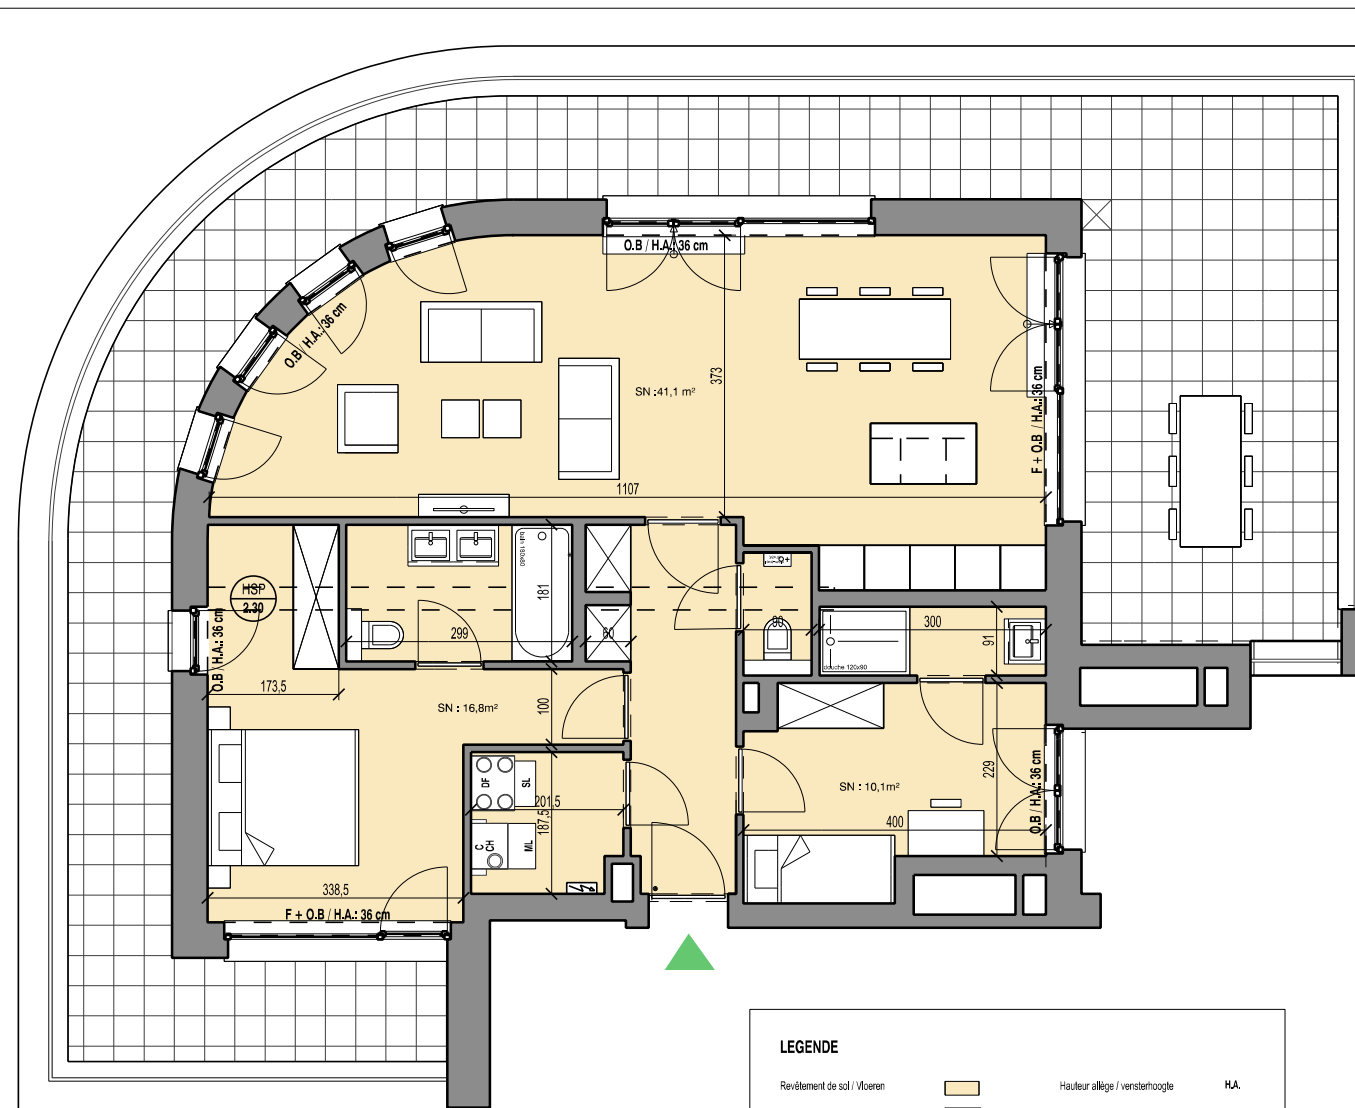 O.B / H.A.: 36 cm
O.B / H.A.: 36 cm
373
SN :41,1 m²
F + O.B / H.A.: 36 cm
1107
bain 180x80
181
HSP
2.30
O.B / H.A.: 36 cm
299
60
90
300
91
douche 120x90
173,5
SN : 16,8m²
100
229
DF
SL
201,5
187,5
SN : 10,1m²
O.B / H.A.: 36 cm
C
CH
ML
400
338,5
F + O.B / H.A.: 36 cm
LEGENDE
Revêtement de sol / Vloeren
Hauteur allège / vensterhoogte
H.A.